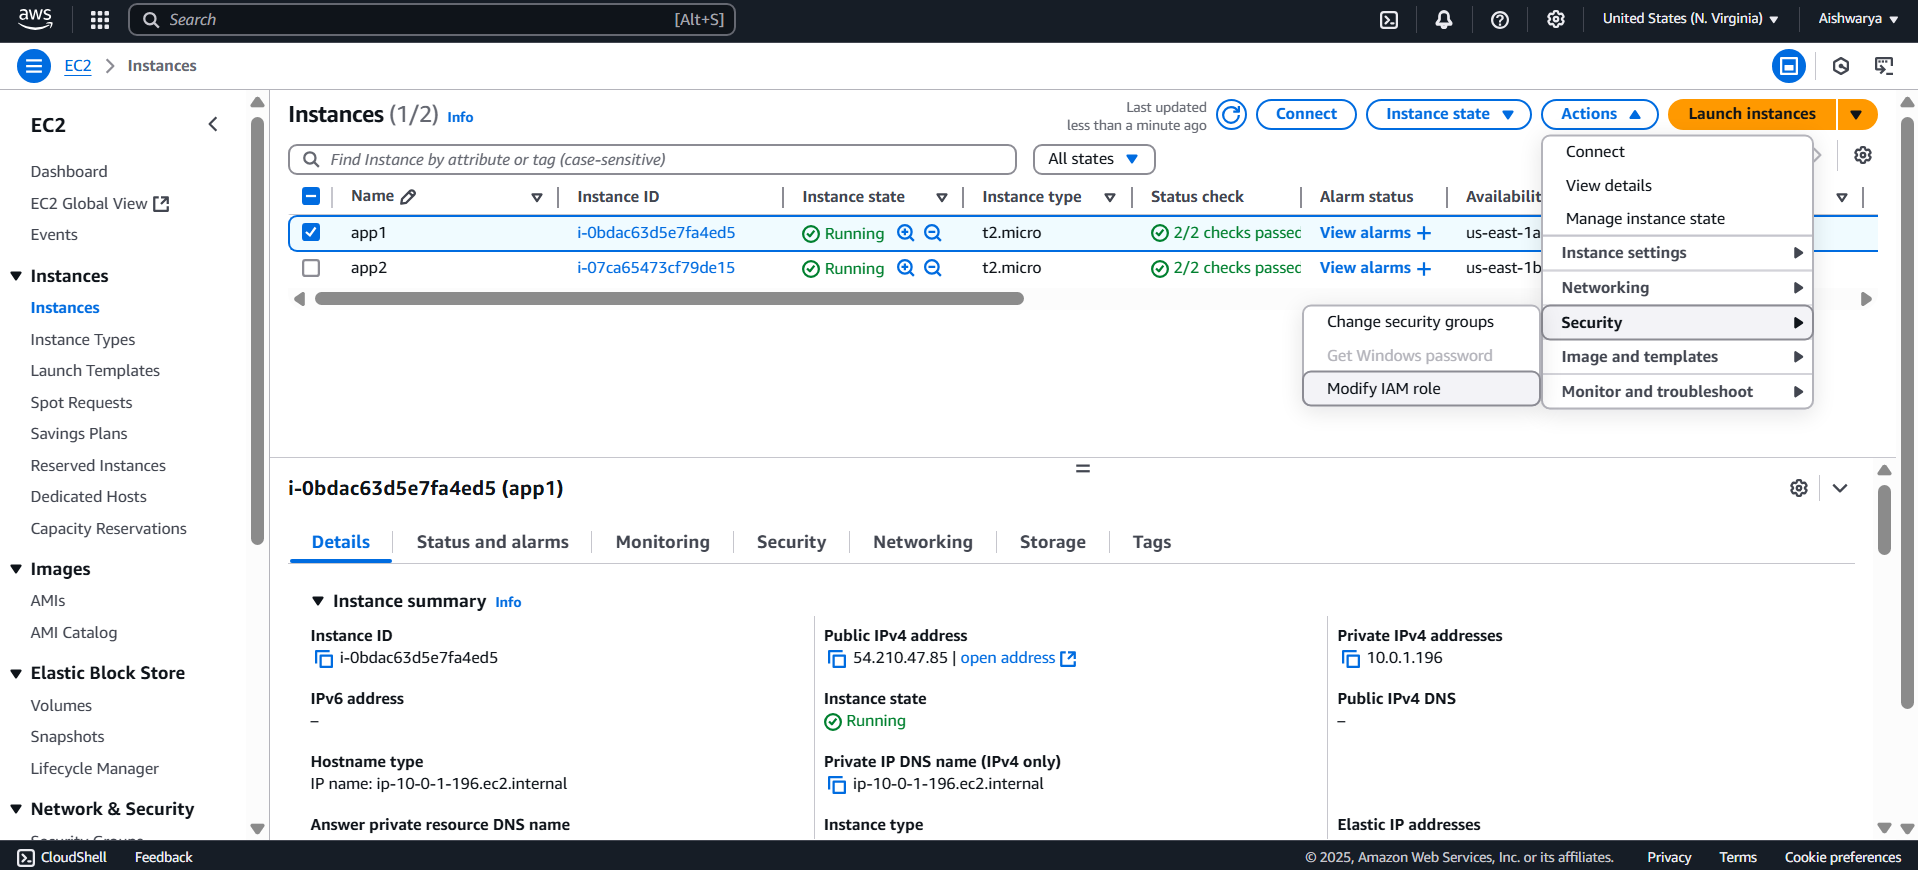 aws Search [Alt+S] United States (N. Virginia) Aishwarya
EC2 Instances
EC2
Dashboard
EC2 Global View
Events
Instances
Instances
Instance Types
Launch Templates
Spot Requests
Savings Plans
Reserved Instances
Dedicated Hosts
Capacity Reservations
Images
AMIs
AMI Catalog
Elastic Block Store
Volumes
Snapshots
Lifecycle Manager
Network & Security
Security Groups
Instances (1/2) Info
Last updated
less than a minute ago
Connect Instance state Actions Launch instances
Find Instance by attribute or tag (case-sensitive) All states
Name Instance ID Instance state Instance type Status check Alarm status Availabilit
app1 i-0bdac63d5e7fa4ed5 Running t2.micro 2/2 checks passed View alarms + us-east-1a
app2 i-07ca65473cf79de15 Running t2.micro 2/2 checks passed View alarms + us-east-1b
Connect
View details
Manage instance state
Instance settings
Networking
Security
Image and templates
Monitor and troubleshoot
Change security groups
Get Windows password
Modify IAM role
i-0bdac63d5e7fa4ed5 (app1)
Details Status and alarms Monitoring Security Networking Storage Tags
Instance summary Info
Instance ID
i-0bdac63d5e7fa4ed5
Public IPv4 address
54.210.47.85 | open address
Private IPv4 addresses
10.0.1.196
IPv6 address
–
Instance state
Running
Public IPv4 DNS
–
Hostname type
IP name: ip-10-0-1-196.ec2.internal
Private IP DNS name (IPv4 only)
ip-10-0-1-196.ec2.internal
Answer private resource DNS name
Instance type
Elastic IP addresses
CloudShell Feedback © 2025, Amazon Web Services, Inc. or its affiliates. Privacy Terms Cookie preferences